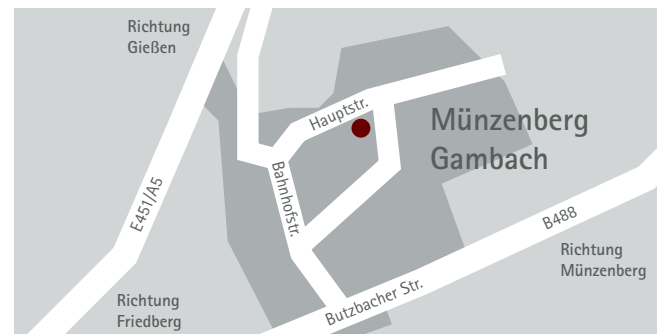 Richtung
Gießen
Hauptstr.
Münzenberg
Gambach
Bahnhofstr.
E451/A5
B488
Richtung
Münzenberg
Richtung
Friedberg
Butzbacher Str.